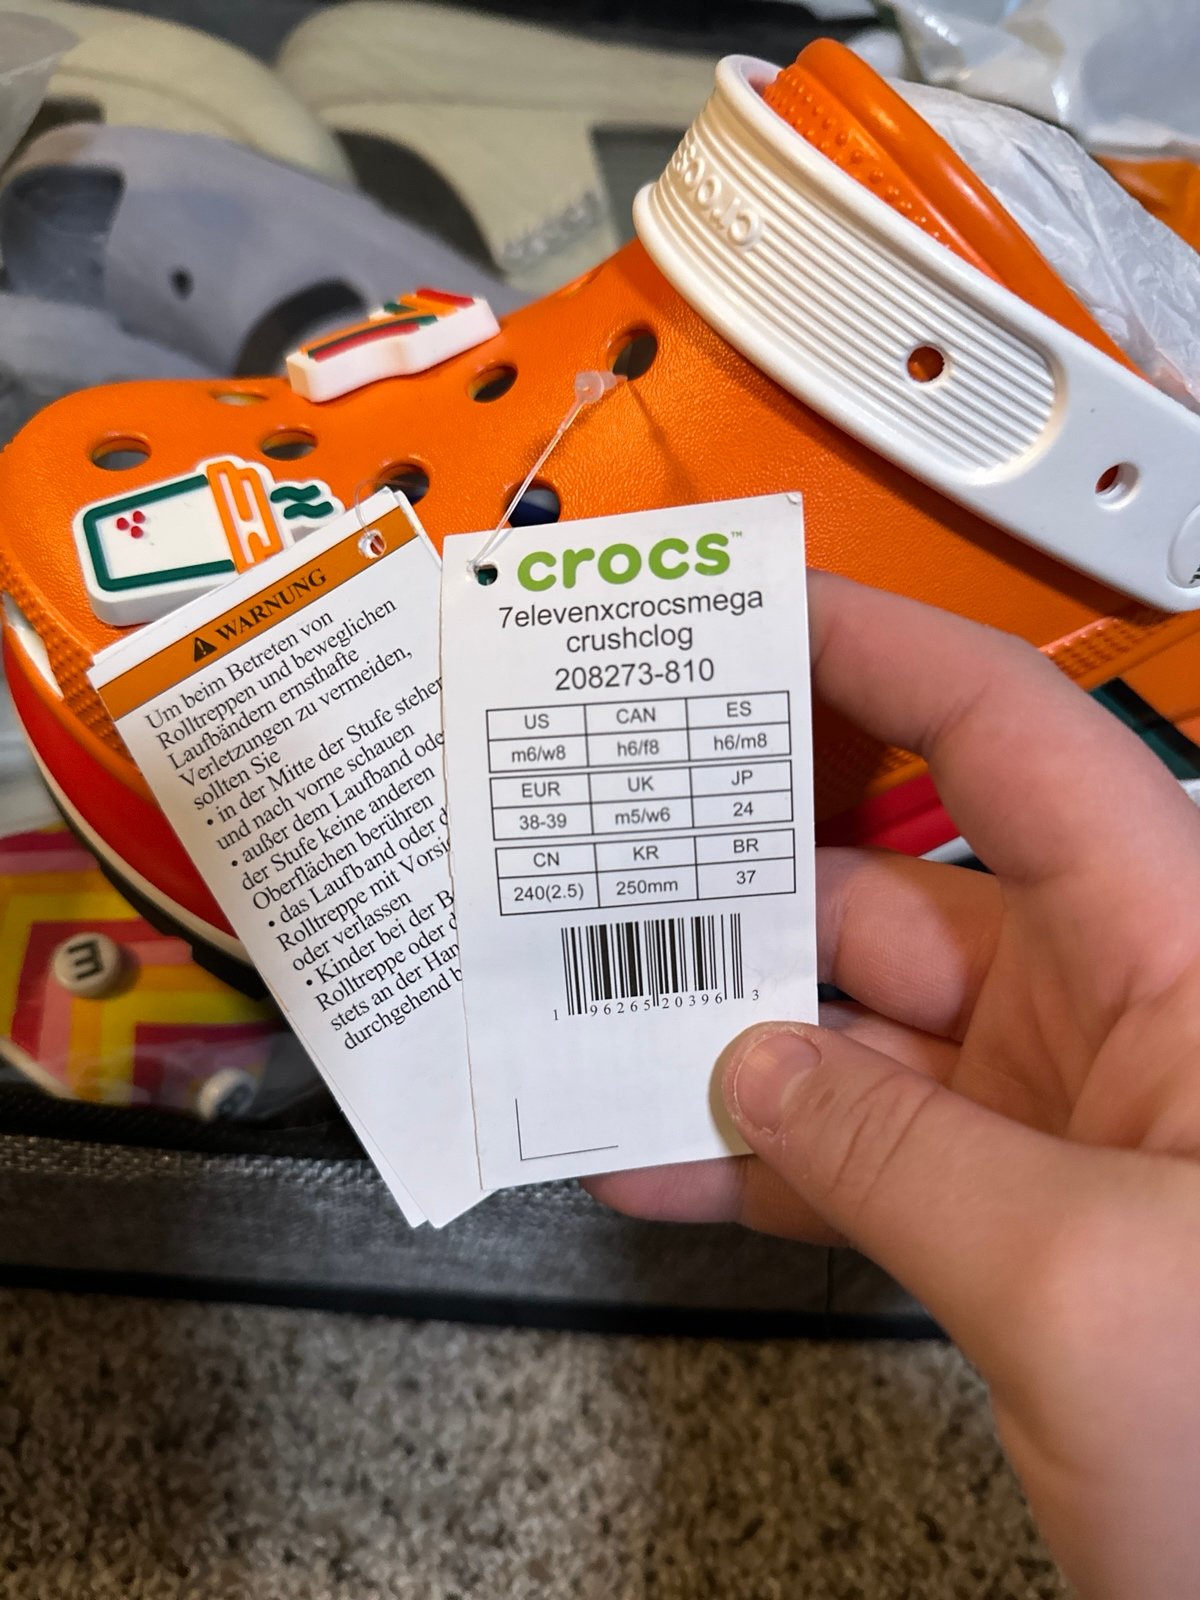 crocs
⚠ WARNUNG
Um beim Betreten von
Rolltreppen und beweglichen
Laufbändern ernsthafte
Verletzungen zu vermeiden,
sollten Sie
• in der Mitte der Stufe stehen
und nach vorne schauen
• außer dem Laufband ode
der Stufe keine anderen
Oberflächen berühren
• das Laufband oder d
Rolltreppe mit Vorsi
oder verlassen
• Kinder bei der B
Rolltreppe oder d
stets an der Han
durchgehend b
crocs™
7elevenxcrocsmega
crushclog
208273-810
US CAN ES
m6/w8 h6/f8 h6/m8
EUR UK JP
38-39 m5/w6 24
CN KR BR
240(2.5) 250mm 37
1 96265 20396 3
m